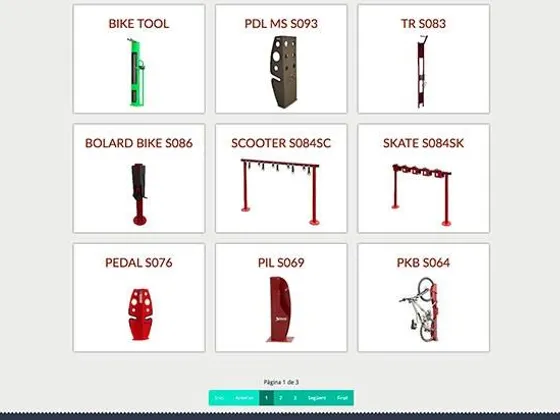 BIKE TOOL
PDL MS S093
TR S083
BOLARD BIKE S086
SCOOTER S084SC
SKATE S084SK
PEDAL S076
PIL S069
PKB S064
Pàgina 1 de 3
Inici Anterior 1 2 3 Següent Final